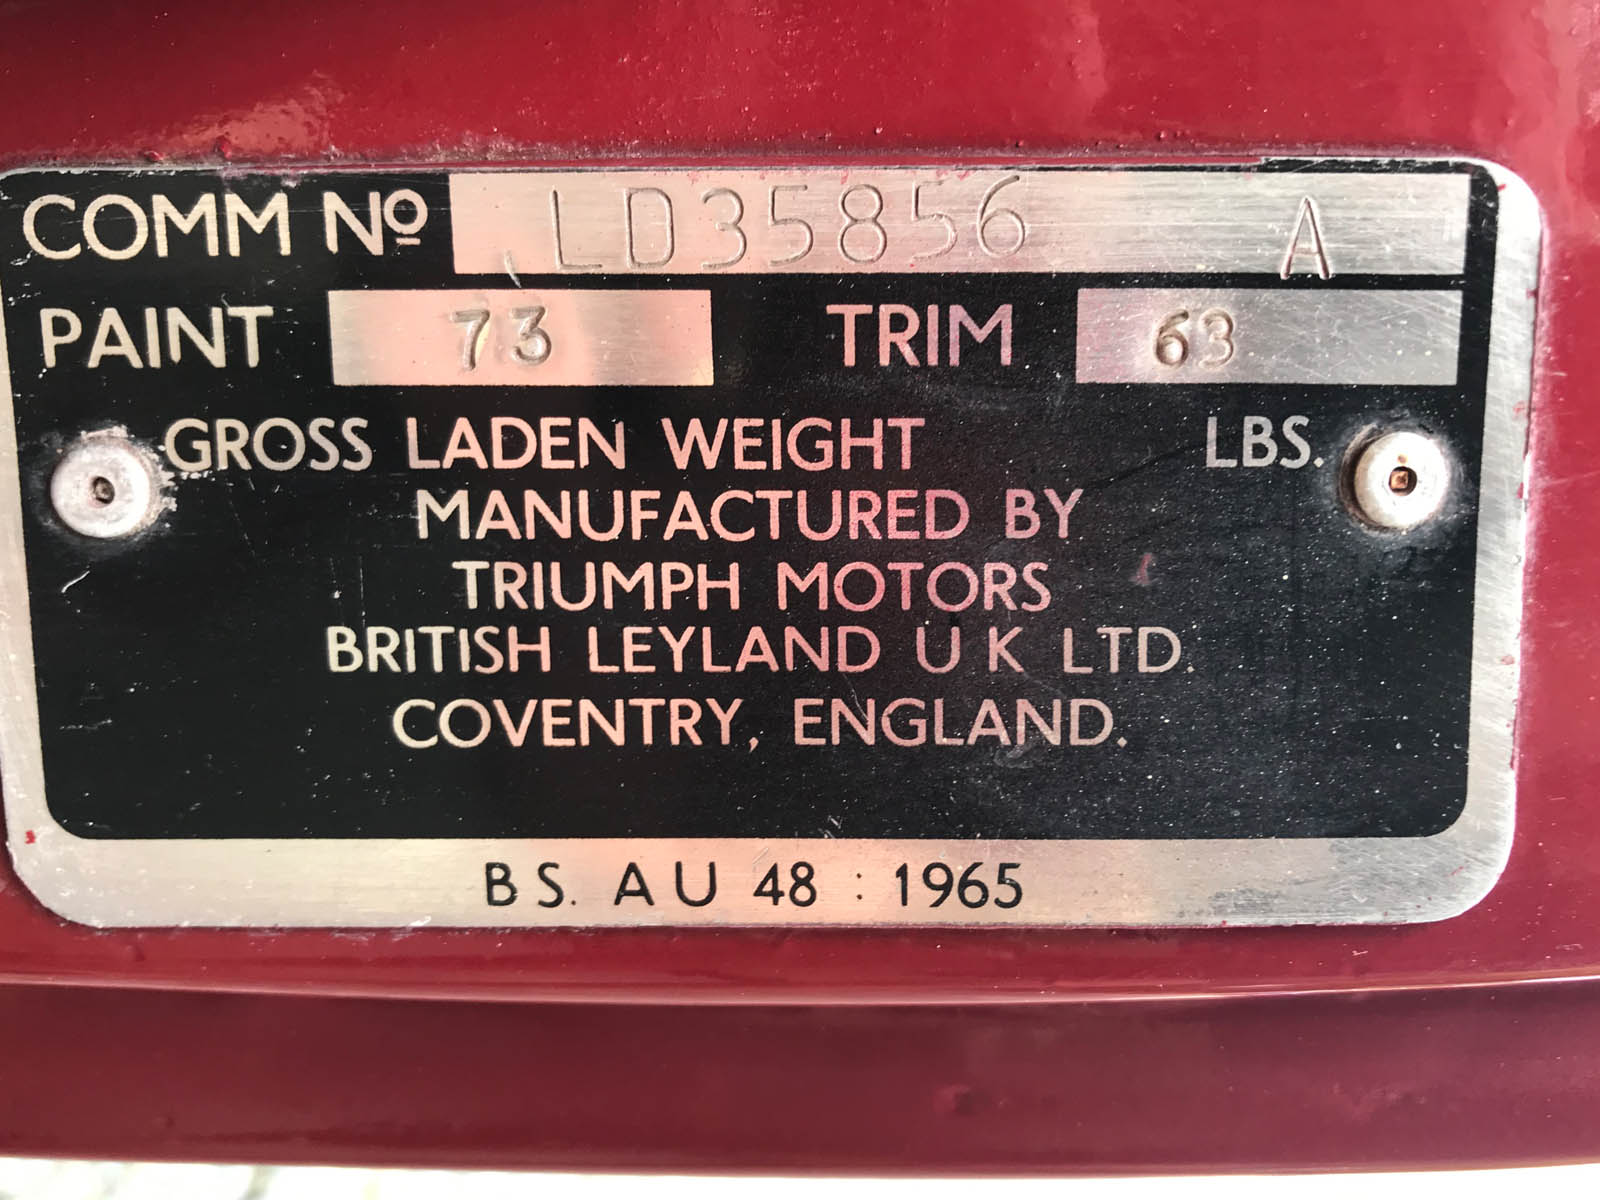 COMM Nº LD35856 A
PAINT 73 TRIM 63
GROSS LADEN WEIGHT LBS.
MANUFACTURED BY
TRIUMPH MOTORS
BRITISH LEYLAND U K LTD.
COVENTRY, ENGLAND.
BS. AU 48 : 1965